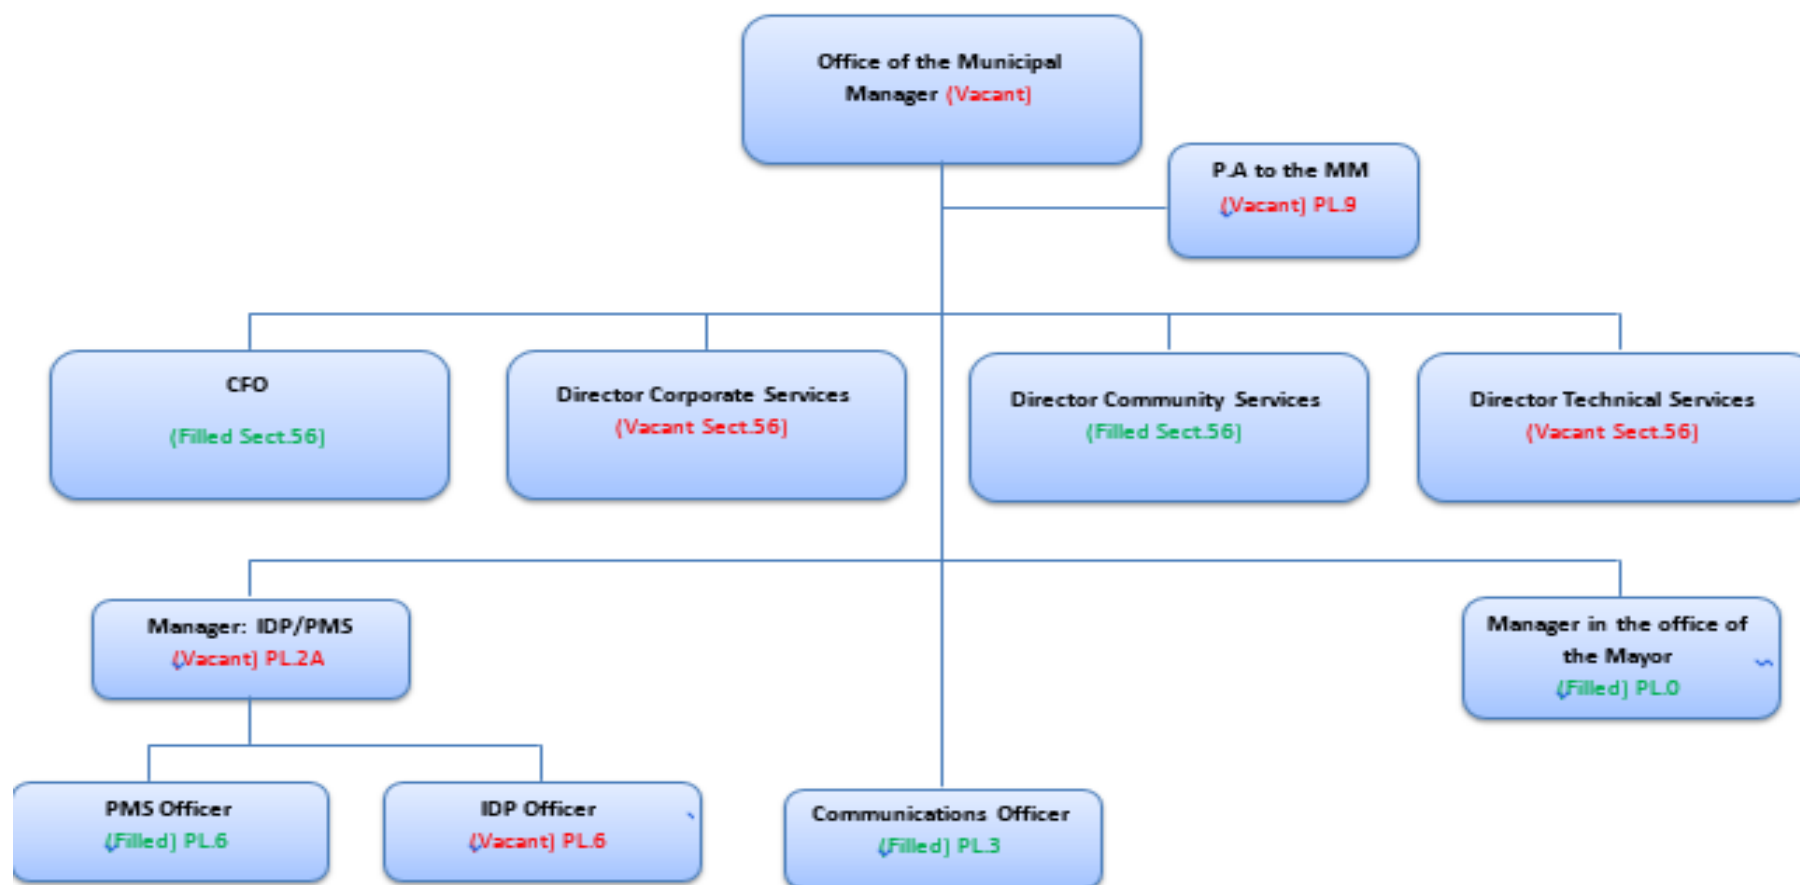 Office of the Municipal
Manager (Vacant)
P.A to the MM
(Vacant) PL.9
CFO
(Filled Sect.56)
Director Corporate Services
(Vacant Sect.56)
Director Community Services
(Filled Sect.56)
Director Technical Services
(Vacant Sect.56)
Manager: IDP/PMS
(Vacant) PL.2A
Manager in the office of
the Mayor
(Filled) PL.0
PMS Officer
(Filled) PL.6
IDP Officer
(Vacant) PL.6
Communications Officer
(Filled) PL.3